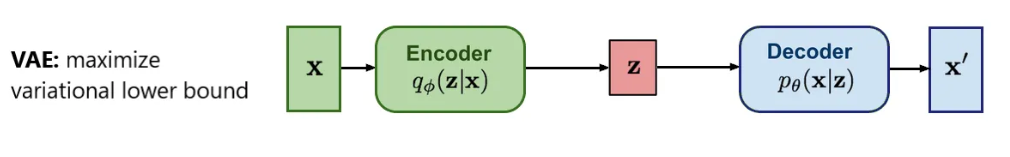 VAE: maximize
variational lower bound
x
Encoder
qϕ(z|x)
z
Decoder
pθ(x|z)
x′